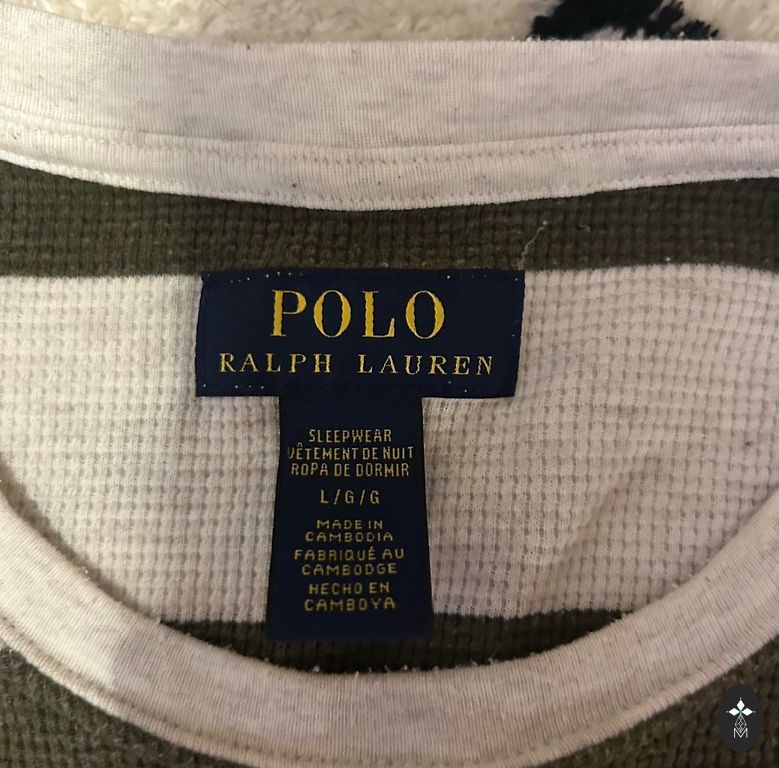 POLO
RALPH LAUREN
SLEEPWEAR
VÊTEMENT DE NUIT
ROPA DE DORMIR
L/G/G
MADE IN
CAMBODIA
FABRIQUÉ AU
CAMBODGE
HECHO EN
CAMBOYA
M